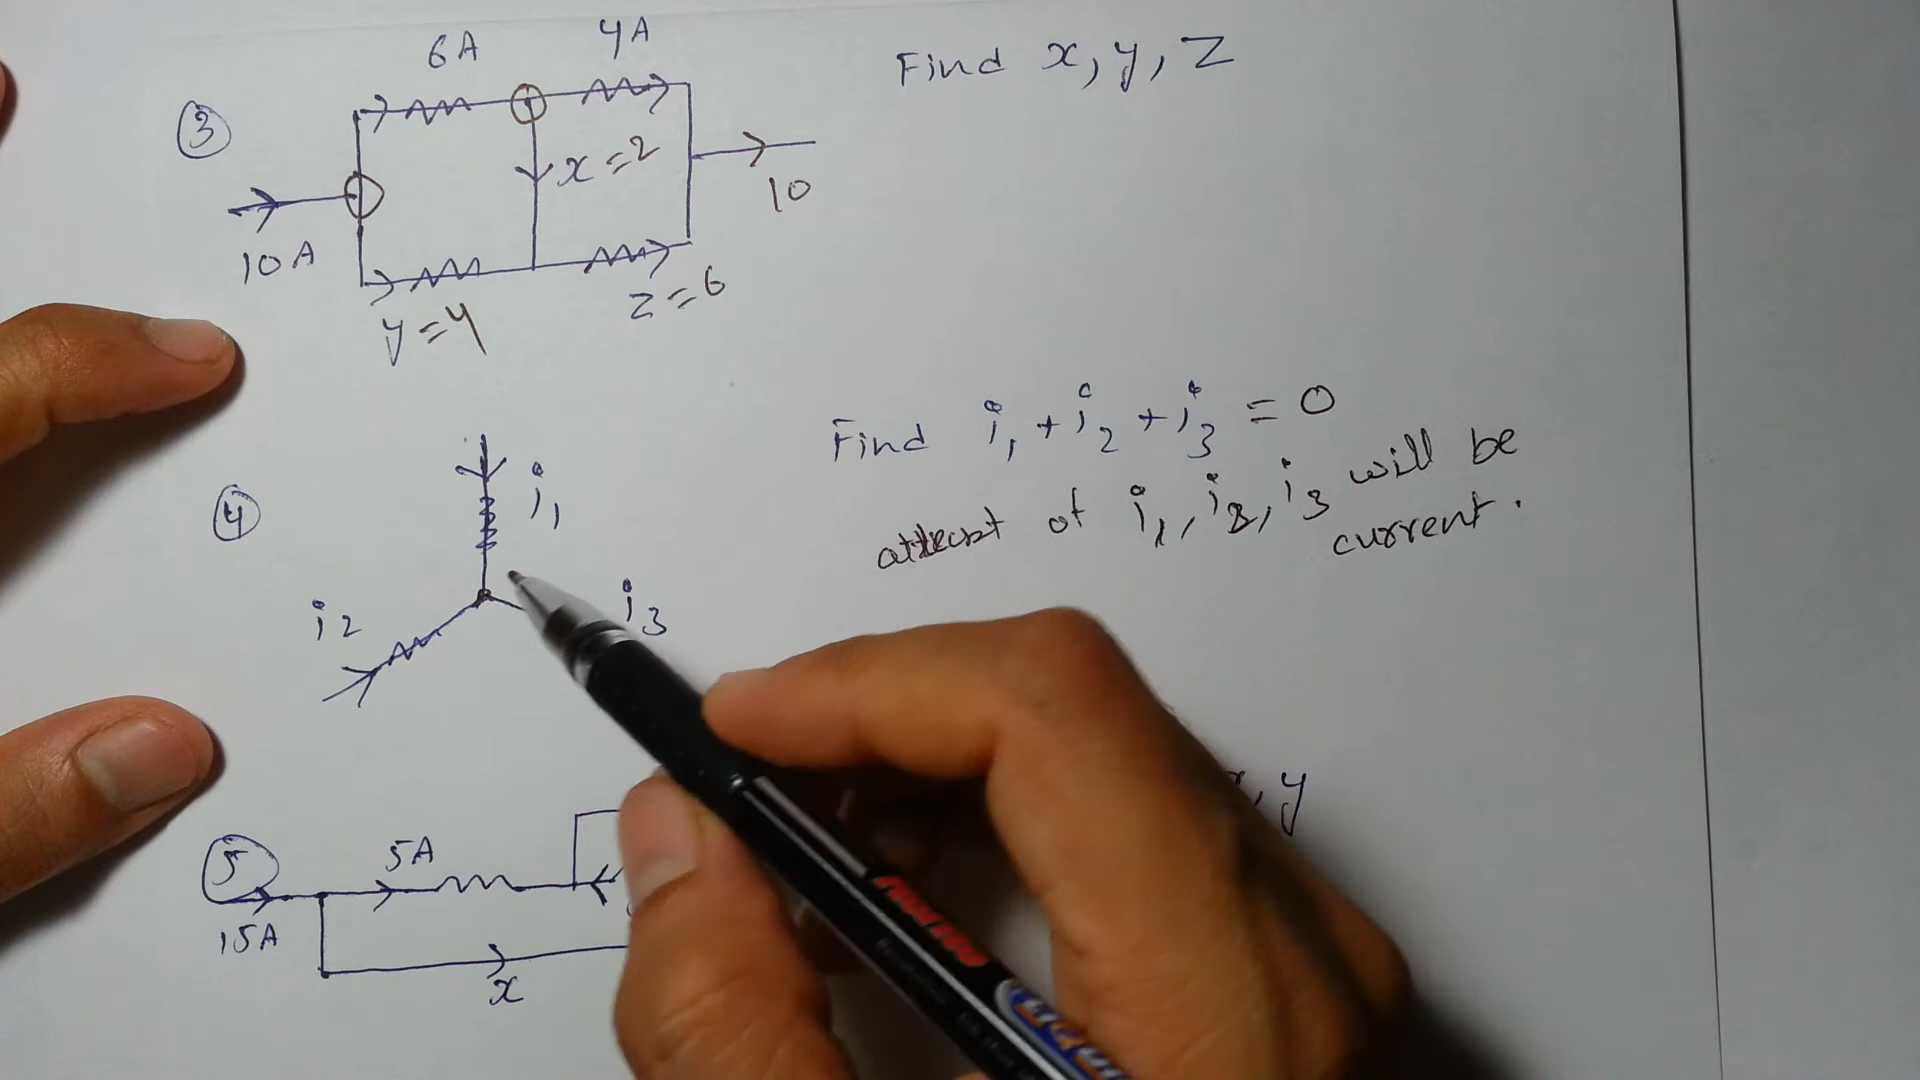 6A 4A
Find x, y, z
3
x = 2
10
10A
z = 6
y = 4
Find i1 + i2 + i3 = 0
i1
4
of i1, i2, i3 will be
current.
i2 i3
, y
5A
5
15A
x